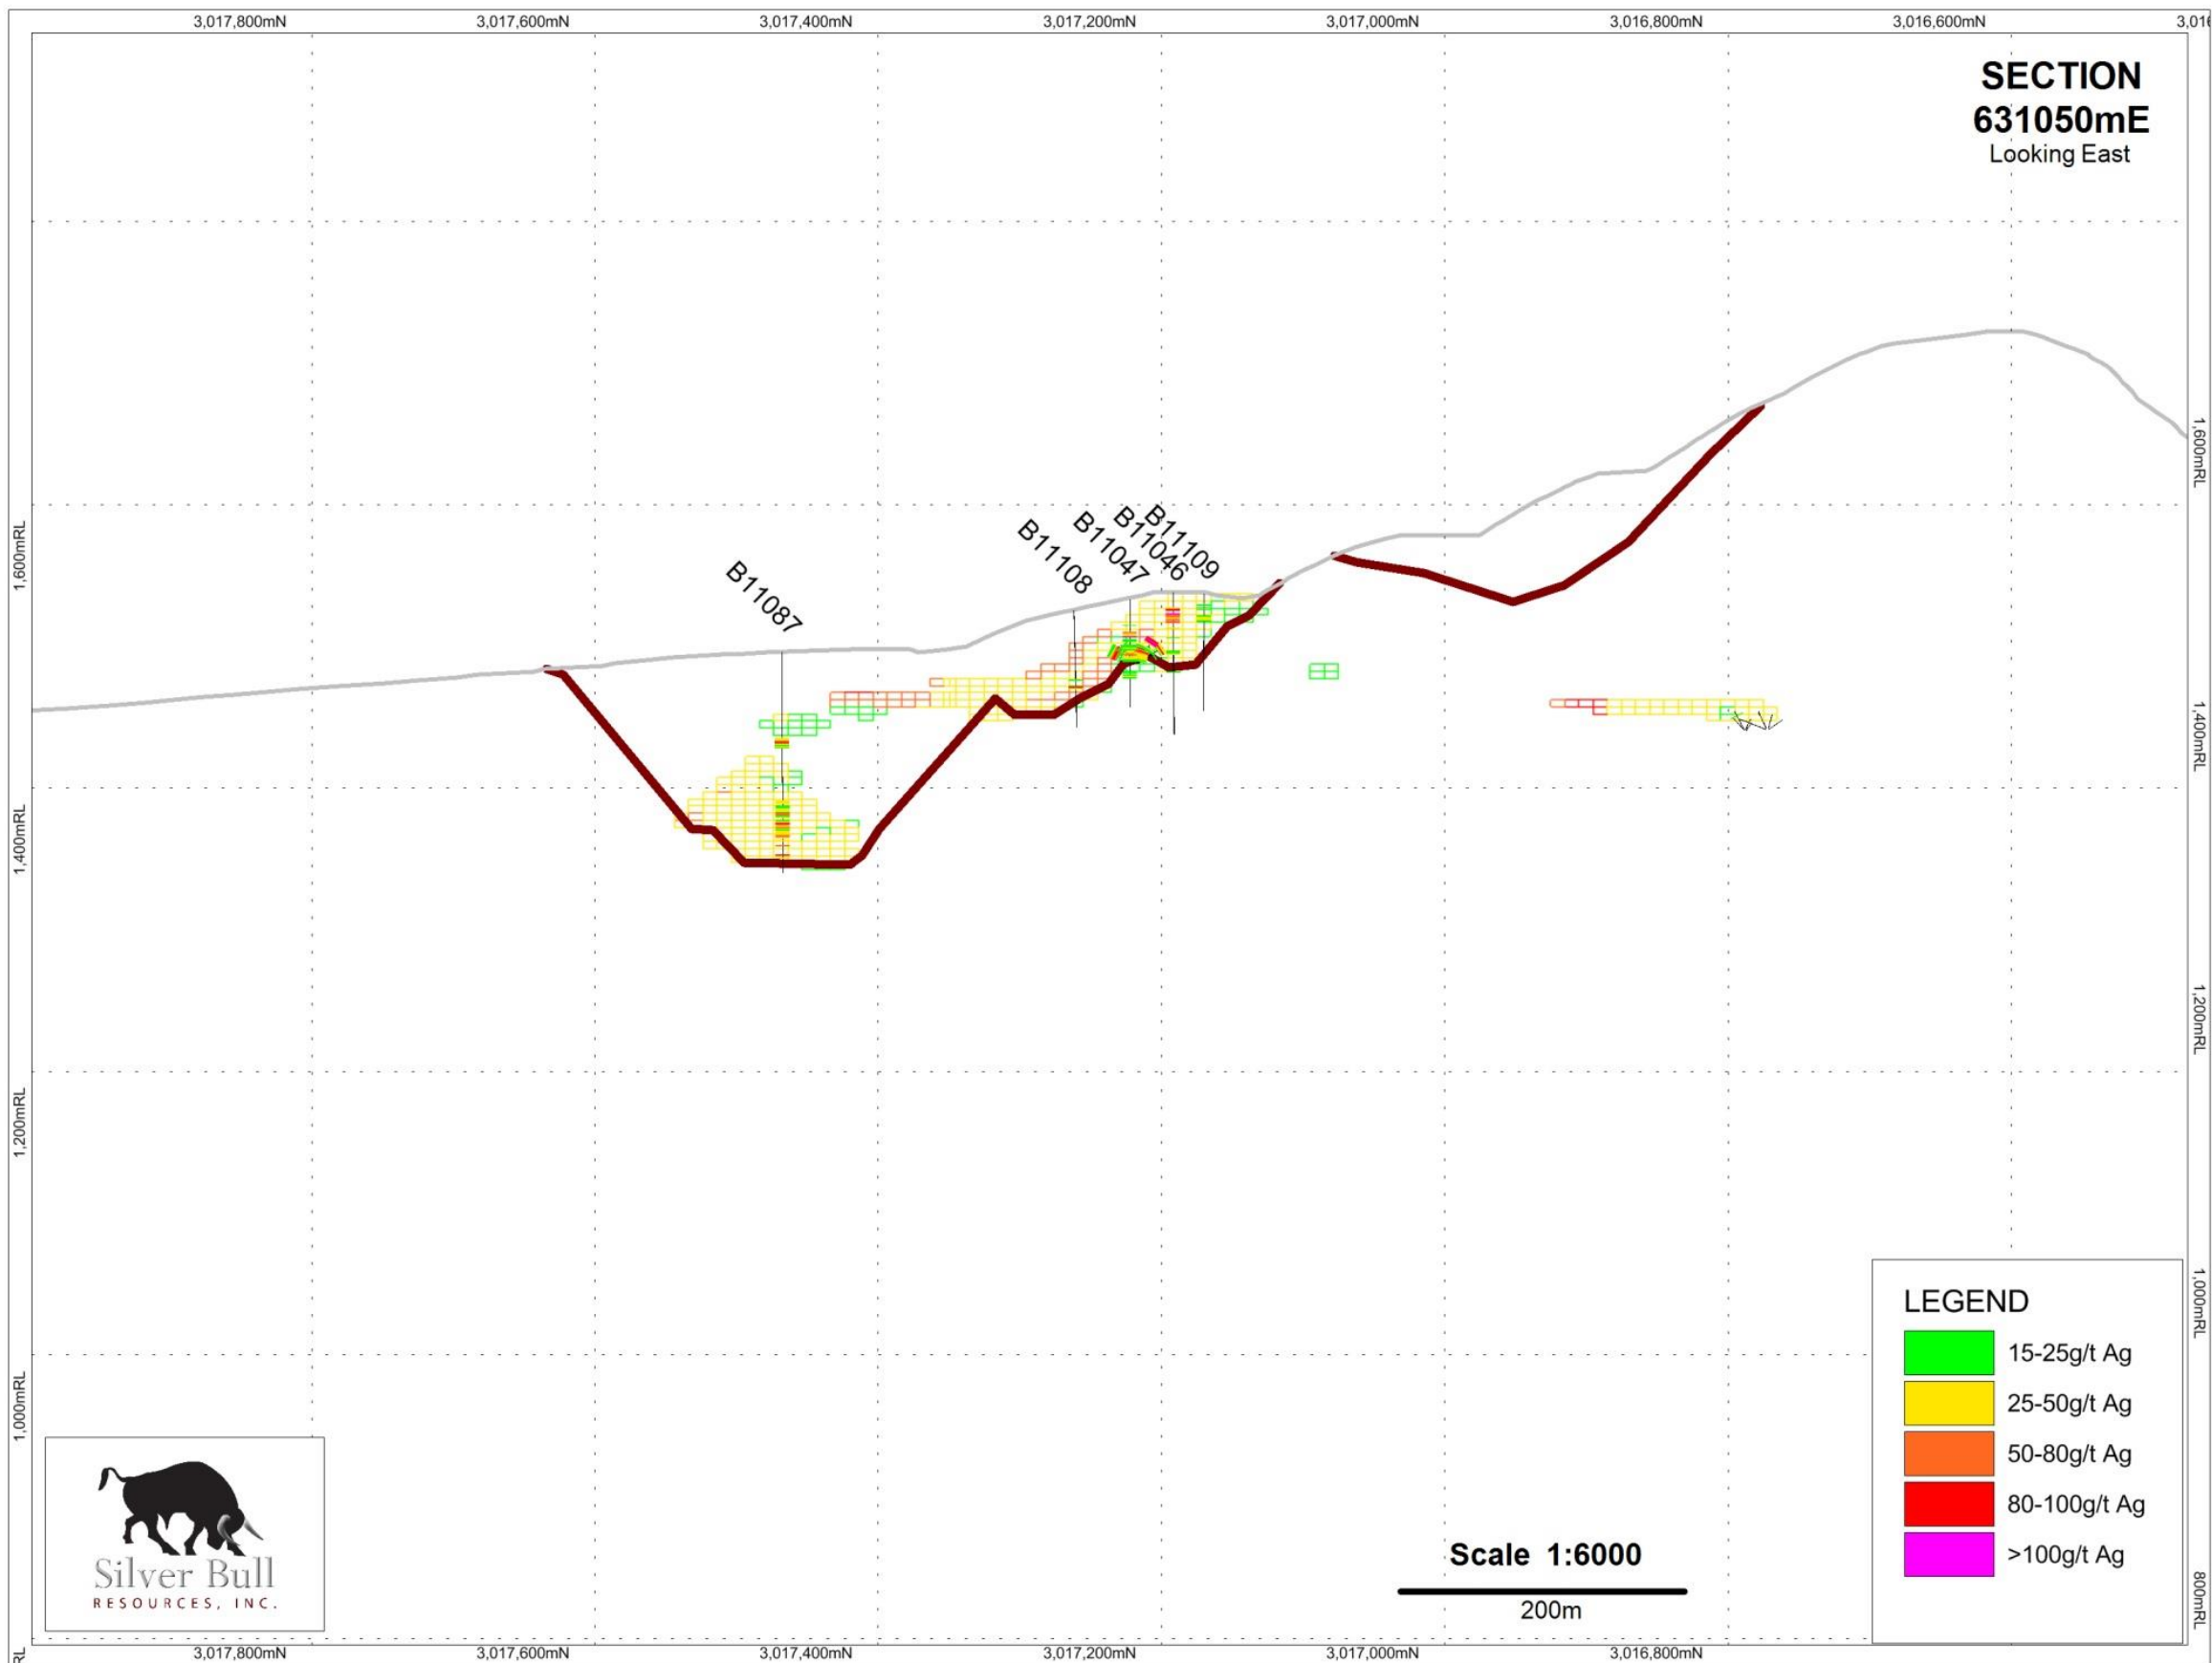 3,017,800mN
3,017,600mN
3,017,400mN
3,017,200mN
3,017,000mN
3,016,800mN
3,016,600mN
SECTION
631050mE
Looking East
1,600mRL
1,400mRL
1,200mRL
1,000mRL
1,600mRL
1,400mRL
1,200mRL
1,000mRL
800mRL
B11087
B11108
B11047
B11046
B11109
LEGEND
15-25g/t Ag
25-50g/t Ag
50-80g/t Ag
80-100g/t Ag
>100g/t Ag
Scale 1:6000
200m
Silver Bull
RESOURCES, INC.
3,017,800mN
3,017,600mN
3,017,400mN
3,017,200mN
3,017,000mN
3,016,800mN